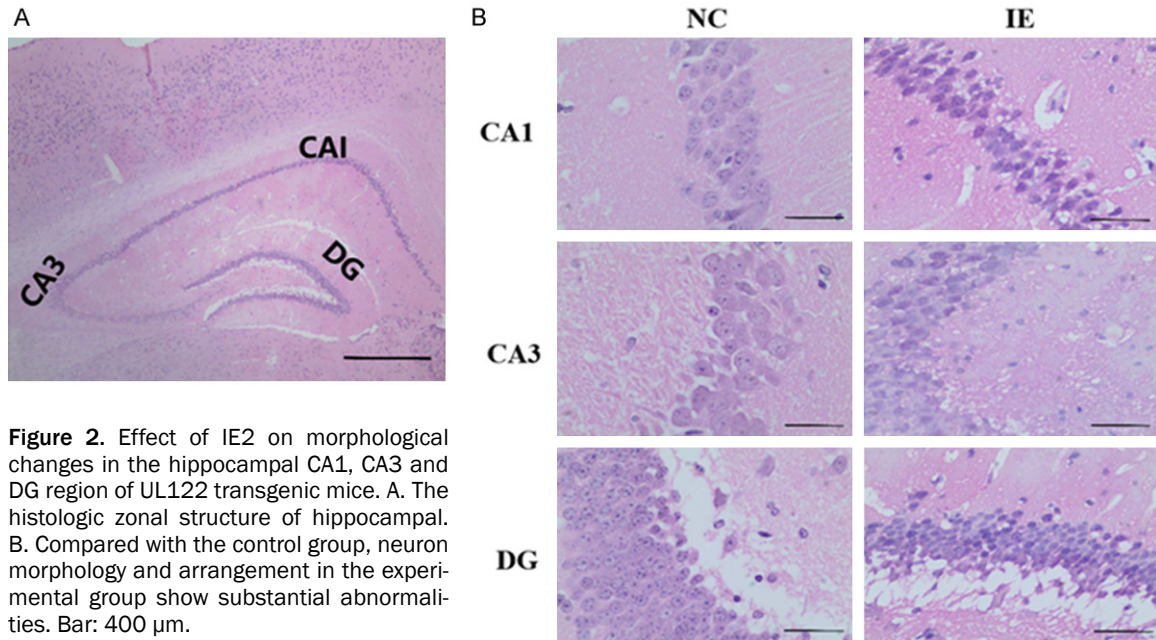 A
CA1
CA3
DG
B
NC
IE
CA1
CA3
DG
Figure 2. Effect of IE2 on morphological
changes in the hippocampal CA1, CA3 and
DG region of UL122 transgenic mice. A. The
histologic zonal structure of hippocampal.
B. Compared with the control group, neuron
morphology and arrangement in the experi-
mental group show substantial abnormali-
ties. Bar: 400 μm.